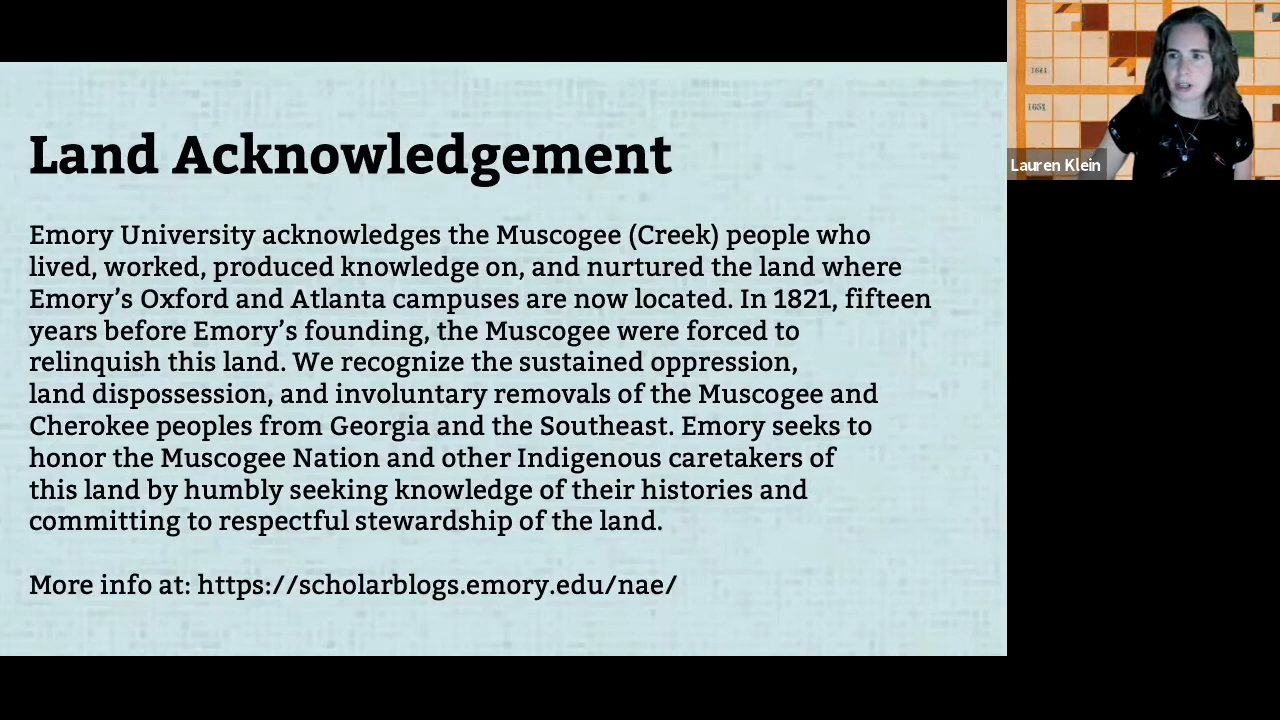 Land Acknowledgement
Emory University acknowledges the Muscogee (Creek) people who
lived, worked, produced knowledge on, and nurtured the land where
Emory’s Oxford and Atlanta campuses are now located. In 1821, fifteen
years before Emory’s founding, the Muscogee were forced to
relinquish this land. We recognize the sustained oppression,
land dispossession, and involuntary removals of the Muscogee and
Cherokee peoples from Georgia and the Southeast. Emory seeks to
honor the Muscogee Nation and other Indigenous caretakers of
this land by humbly seeking knowledge of their histories and
committing to respectful stewardship of the land.
More info at: https://scholarblogs.emory.edu/nae/
1641
1651
Lauren Klein